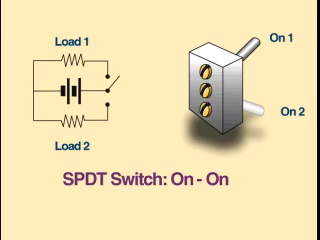 Load 1
On 1
On 2
Load 2
SPDT Switch: On - On